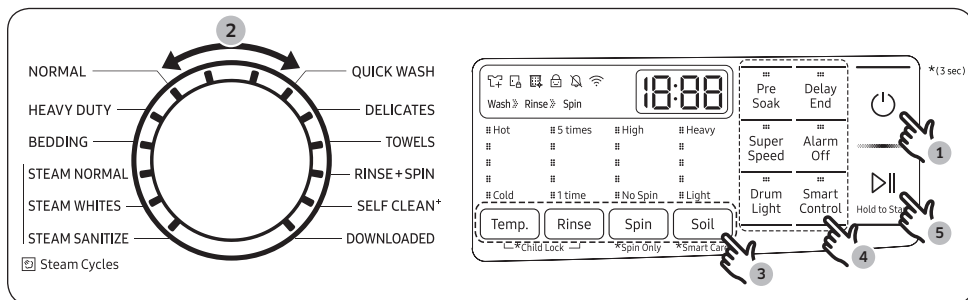 2
NORMAL
HEAVY DUTY
BEDDING
STEAM NORMAL
STEAM WHITES
STEAM SANITIZE
Steam Cycles
QUICK WASH
DELICATES
TOWELS
RINSE+SPIN
SELF CLEAN+
DOWNLOADED
18:88
Wash » Rinse » Spin
Hot 5 times High Heavy
Cold 1 time No Spin Light
Temp. Rinse Spin Soil
*Child Lock *Spin Only *Smart Care
3
Pre Soak
Delay End
Super Speed
Alarm Off
Drum Light
Smart Control
4
*(3 sec)
1
Hold to Start
5